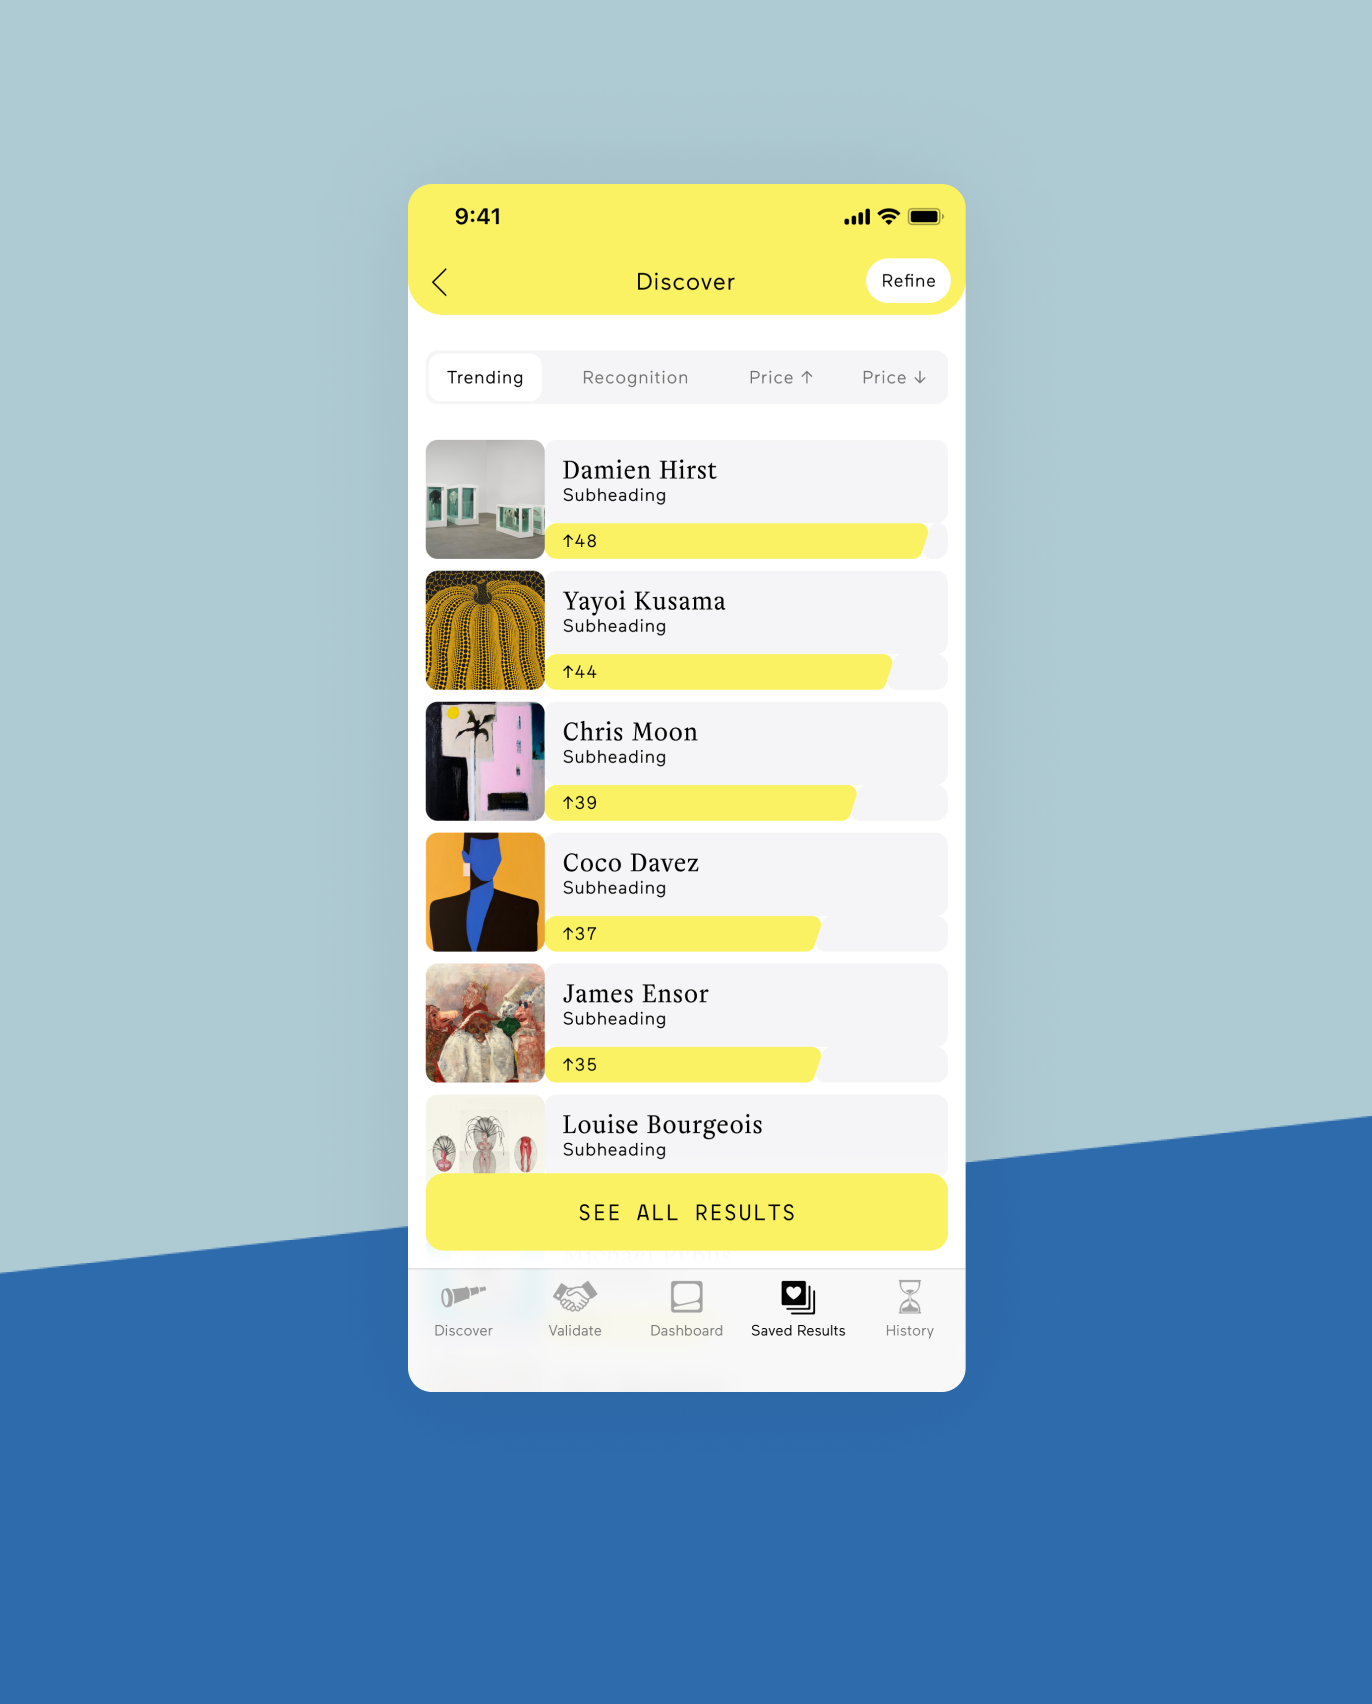 9:41
Discover
Refine
Trending
Recognition
Price ↑
Price ↓
Damien Hirst
Subheading
↑48
Yayoi Kusama
Subheading
↑44
Chris Moon
Subheading
↑39
Coco Davez
Subheading
↑37
James Ensor
Subheading
↑35
Louise Bourgeois
Subheading
SEE ALL RESULTS
Discover
Validate
Dashboard
Saved Results
History